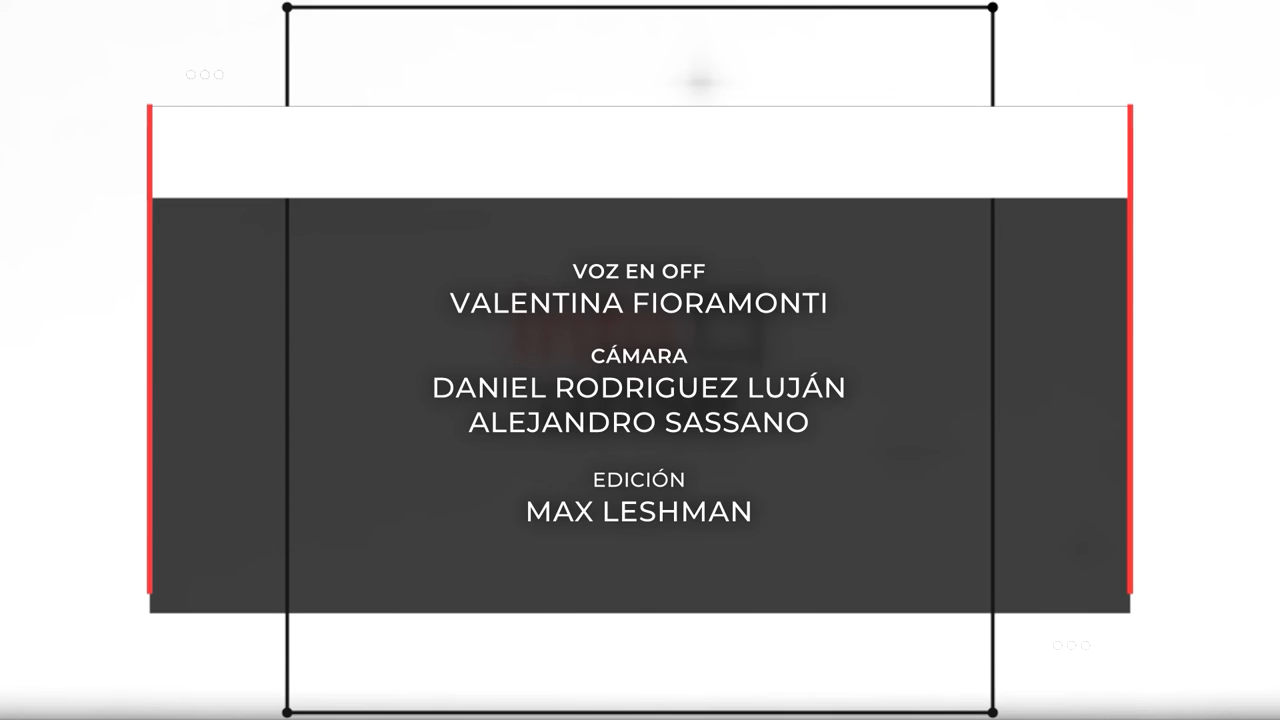 VOZ EN OFF
VALENTINA FIORAMONTI
CÁMARA
DANIEL RODRIGUEZ LUJÁN
ALEJANDRO SASSANO
EDICIÓN
MAX LESHMAN